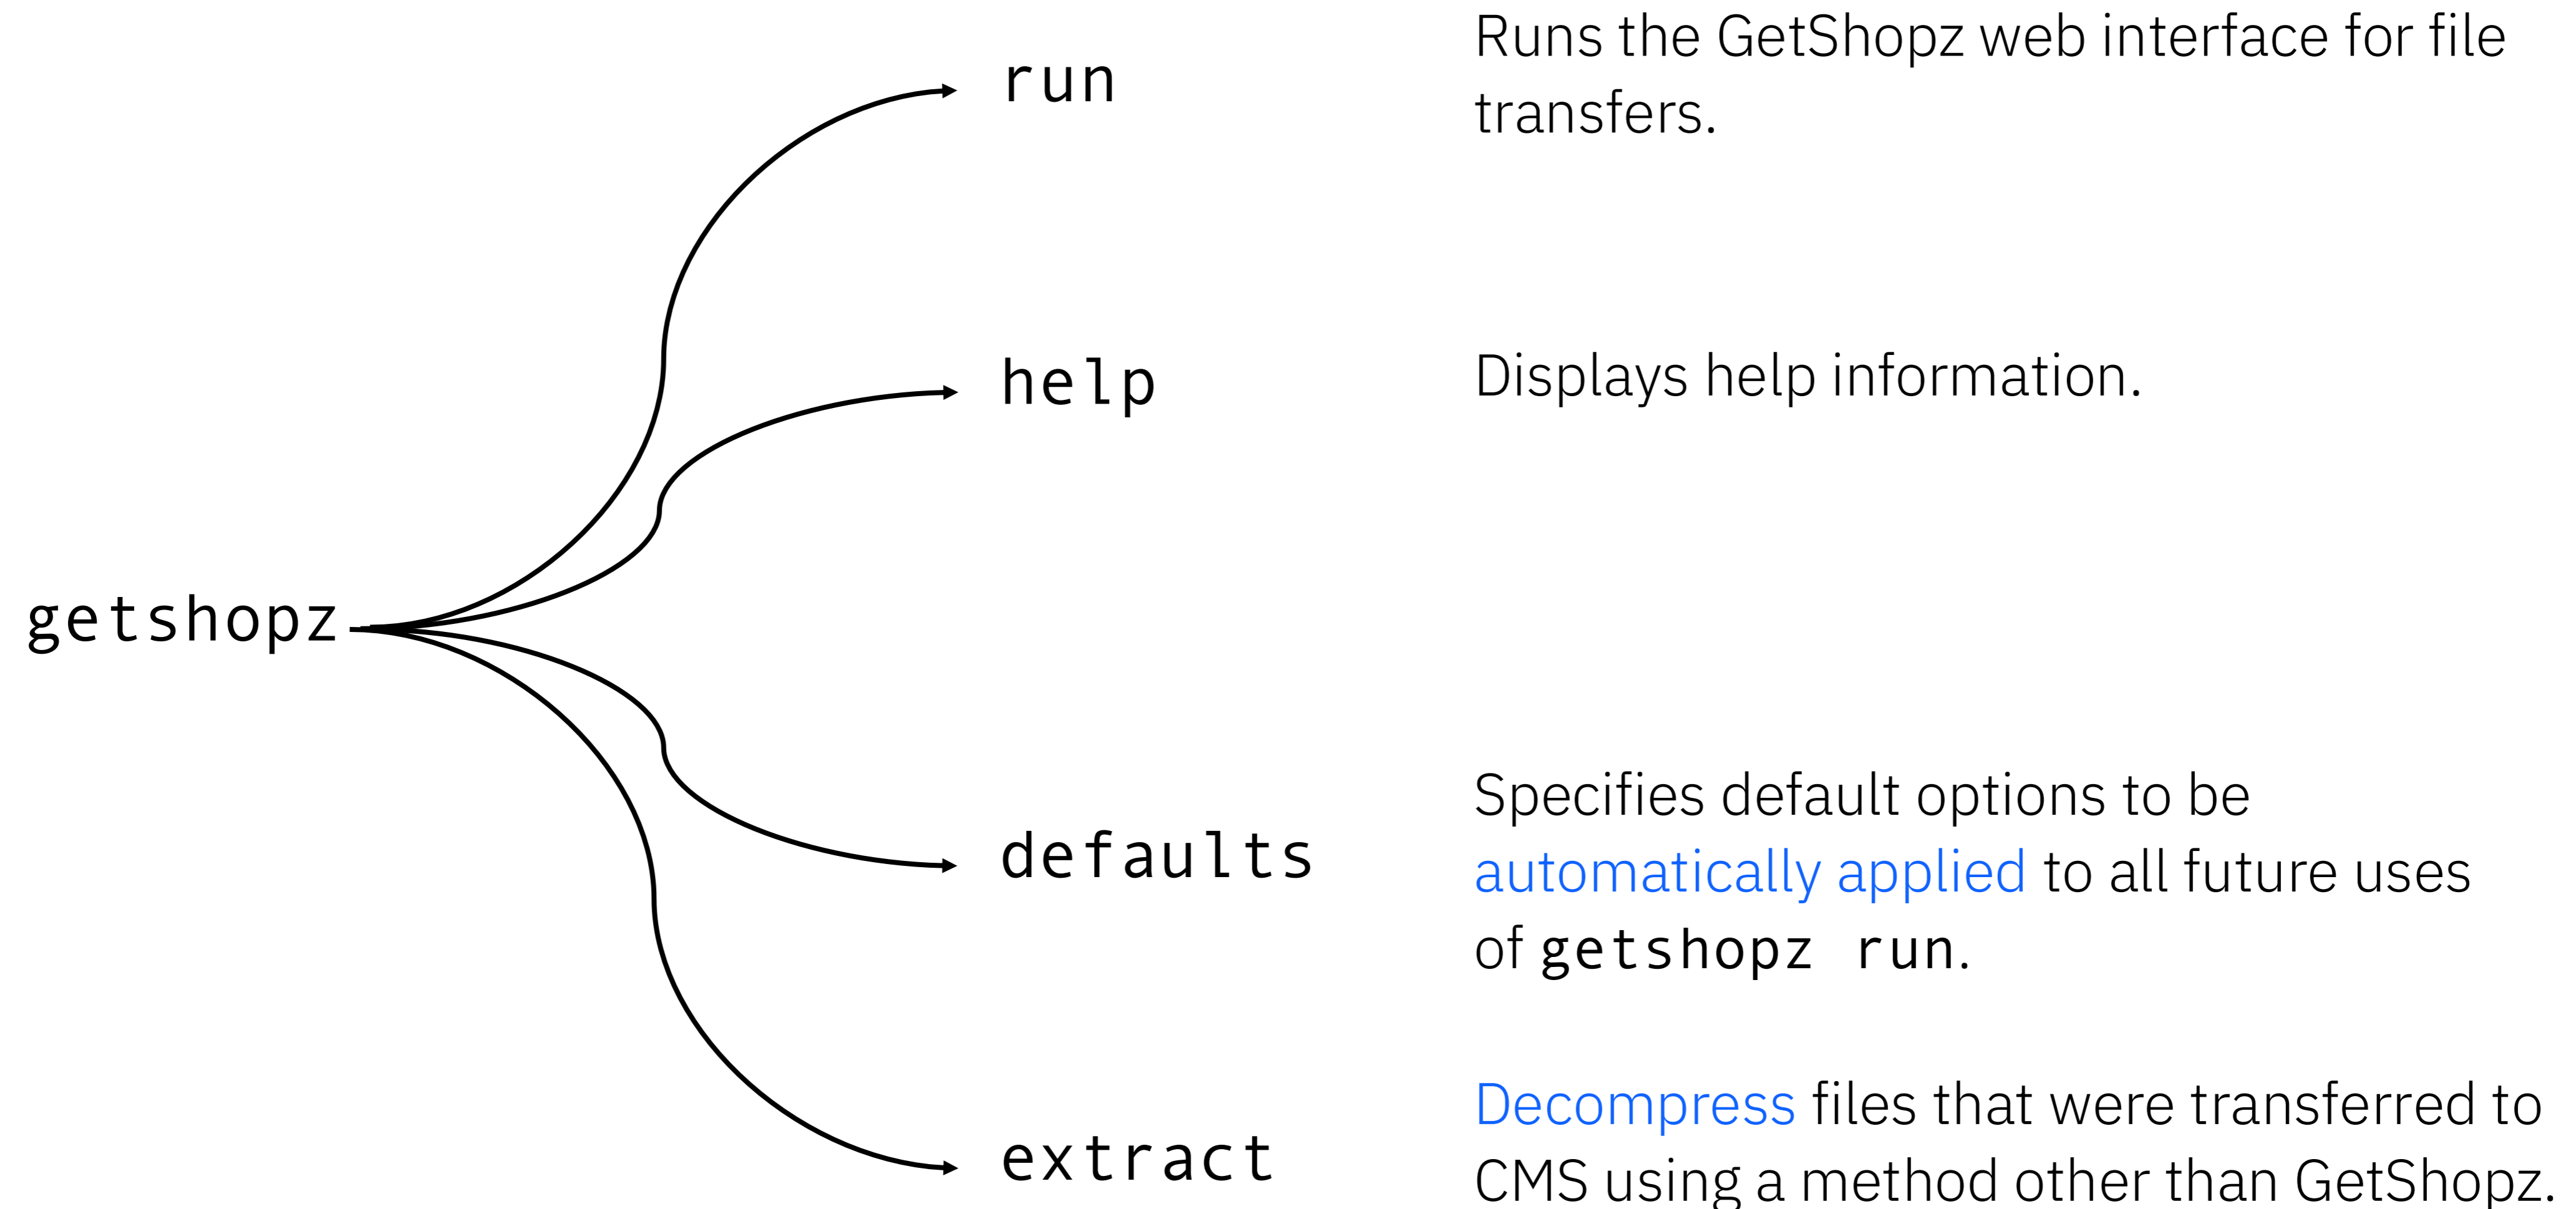 run
Runs the GetShopz web interface for file
transfers.
help
Displays help information.
getshopz
defaults
Specifies default options to be
automatically applied to all future uses
of getshopz run.
extract
Decompress files that were transferred to
CMS using a method other than GetShopz.